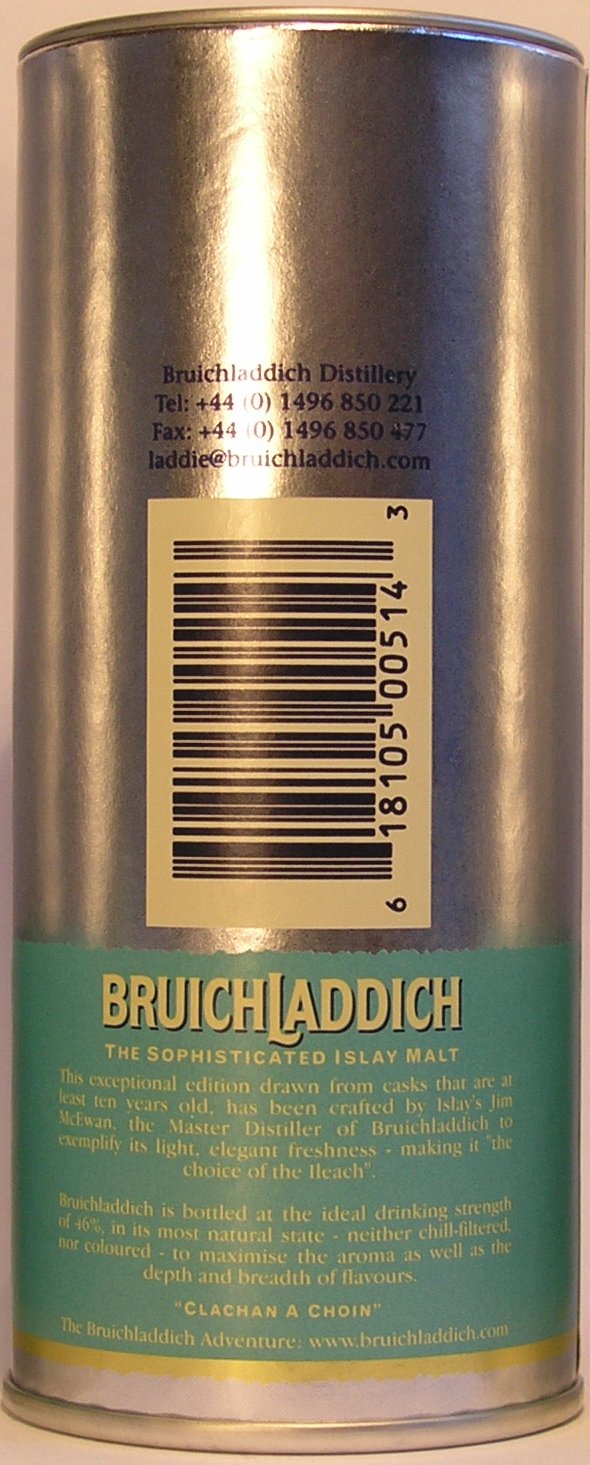 Bruichladdich Distillery
Tel: +44 (0) 1496 850 221
Fax: +44 (0) 1496 850 477
laddie@bruichladdich.com
6 18105 00514 3
BRUICHLADDICH
THE SOPHISTICATED ISLAY MALT
This exceptional edition drawn from casks that are at
least ten years old, has been crafted by Islay's Jim
McEwan, the Master Distiller of Bruichladdich to
exemplify its light, elegant freshness - making it "the
choice of the Ileach".
Bruichladdich is bottled at the ideal drinking strength
of 46%, in its most natural state - neither chill-filtered,
nor coloured - to maximise the aroma as well as the
depth and breadth of flavours.
"CLACHAN A CHOIN"
The Bruichladdich Adventure: www.bruichladdich.com